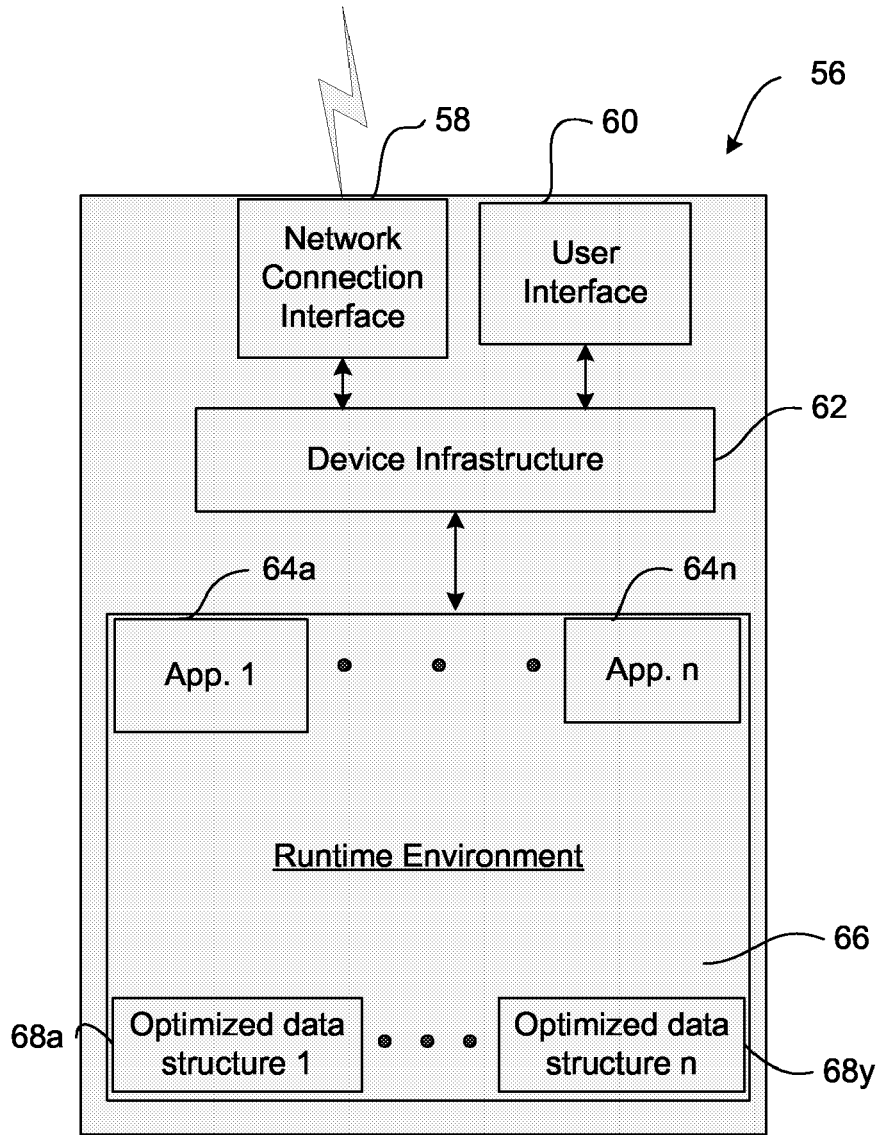 56
58
60
Network
Connection
Interface
User
Interface
62
Device Infrastructure
64a
64n
App. 1
App. n
Runtime Environment
66
68a
Optimized data
structure 1
Optimized data
structure n
68y